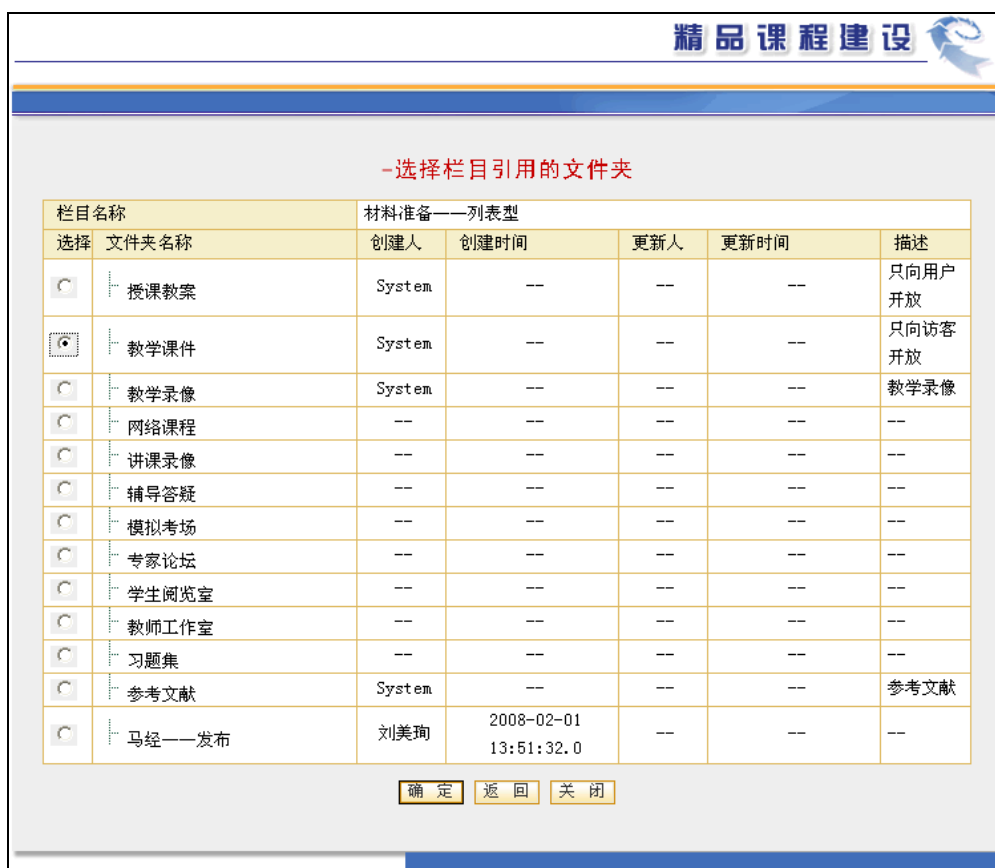 精品课程建设
-选择栏目引用的文件夹
栏目名称 材料准备——列表型
选择 文件夹名称 创建人 创建时间 更新人 更新时间 描述
授课教案 System -- -- -- 只向用户
开放
教学课件 System -- -- -- 只向访客
开放
教学录像 System -- -- -- 教学录像
网络课程 -- -- -- -- --
讲课录像 -- -- -- -- --
辅导答疑 -- -- -- -- --
模拟考场 -- -- -- -- --
专家论坛 -- -- -- -- --
学生阅览室 -- -- -- -- --
教师工作室 -- -- -- -- --
习题集 -- -- -- -- --
参考文献 System -- -- -- 参考文献
马经——发布 刘美珣 2008-02-01
13:51:32.0 -- -- --
确 定 返 回 关 闭